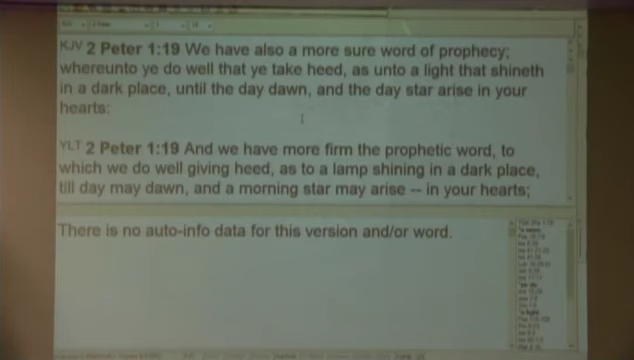 KJV 2 Peter 1:19 We have also a more sure word of prophecy;
whereunto ye do well that ye take heed, as unto a light that shineth
in a dark place, until the day dawn, and the day star arise in your
hearts:
YLT 2 Peter 1:19 And we have more firm the prophetic word, to
which we do well giving heed, as to a lamp shining in a dark place,
till day may dawn, and a morning star may arise -- in your hearts;
There is no auto-info data for this version and/or word.